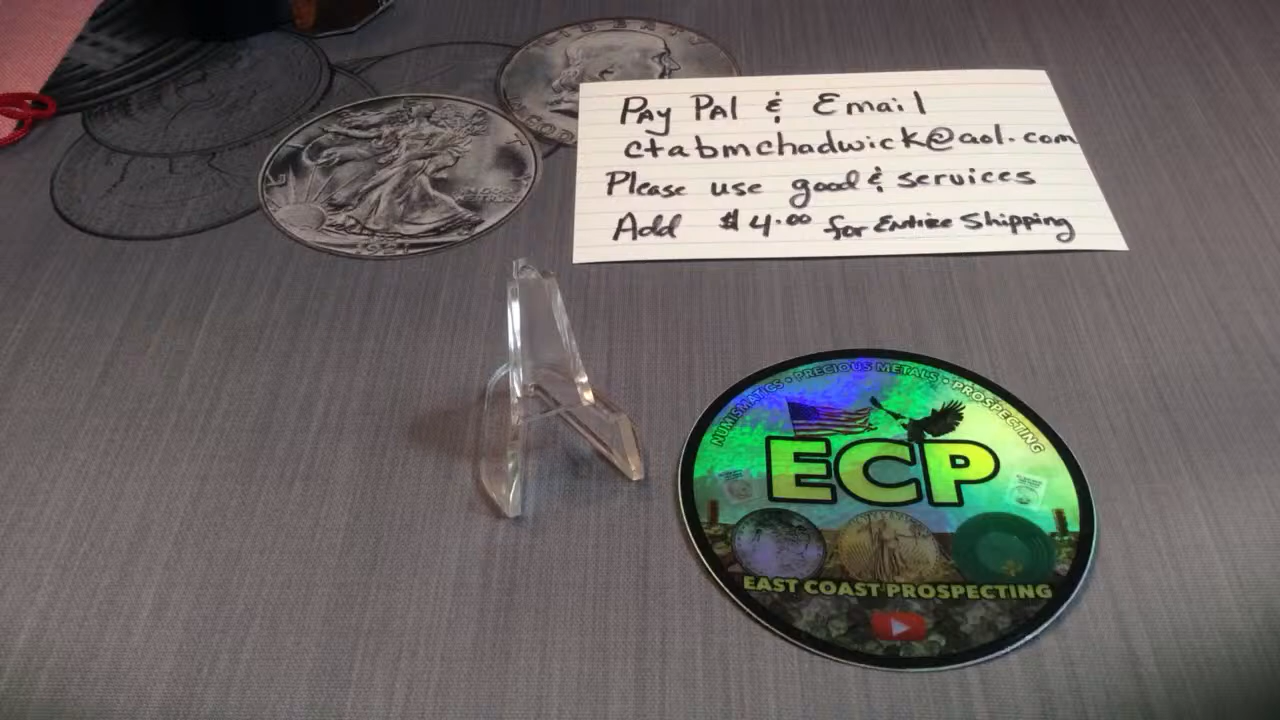 LIBERTY
PAY PAl & Email
ctabmchadwick@aol.com
Please use good & services
Add $4.00 for Entire Shipping
NUMISMATICS • PRECIOUS METALS • PROSPECTING
ECP
EAST COAST PROSPECTING